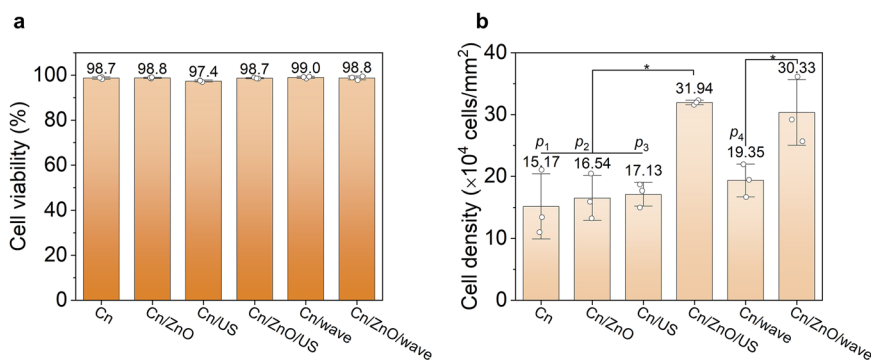 a
98.7 98.8 97.4 98.7 99.0 98.8
100
80
60
40
20
0
Cell viability (%)
Cn
Cn/ZnO
Cn/US
Cn/ZnO/US
Cn/wave
Cn/ZnO/wave
b
40
30
20
10
0
Cell density (×10⁴ cells/mm²)
* *
31.94 30.33
p₁ p₂ p₃ p₄
15.17 16.54 17.13 19.35
Cn
Cn/ZnO
Cn/US
Cn/ZnO/US
Cn/wave
Cn/ZnO/wave